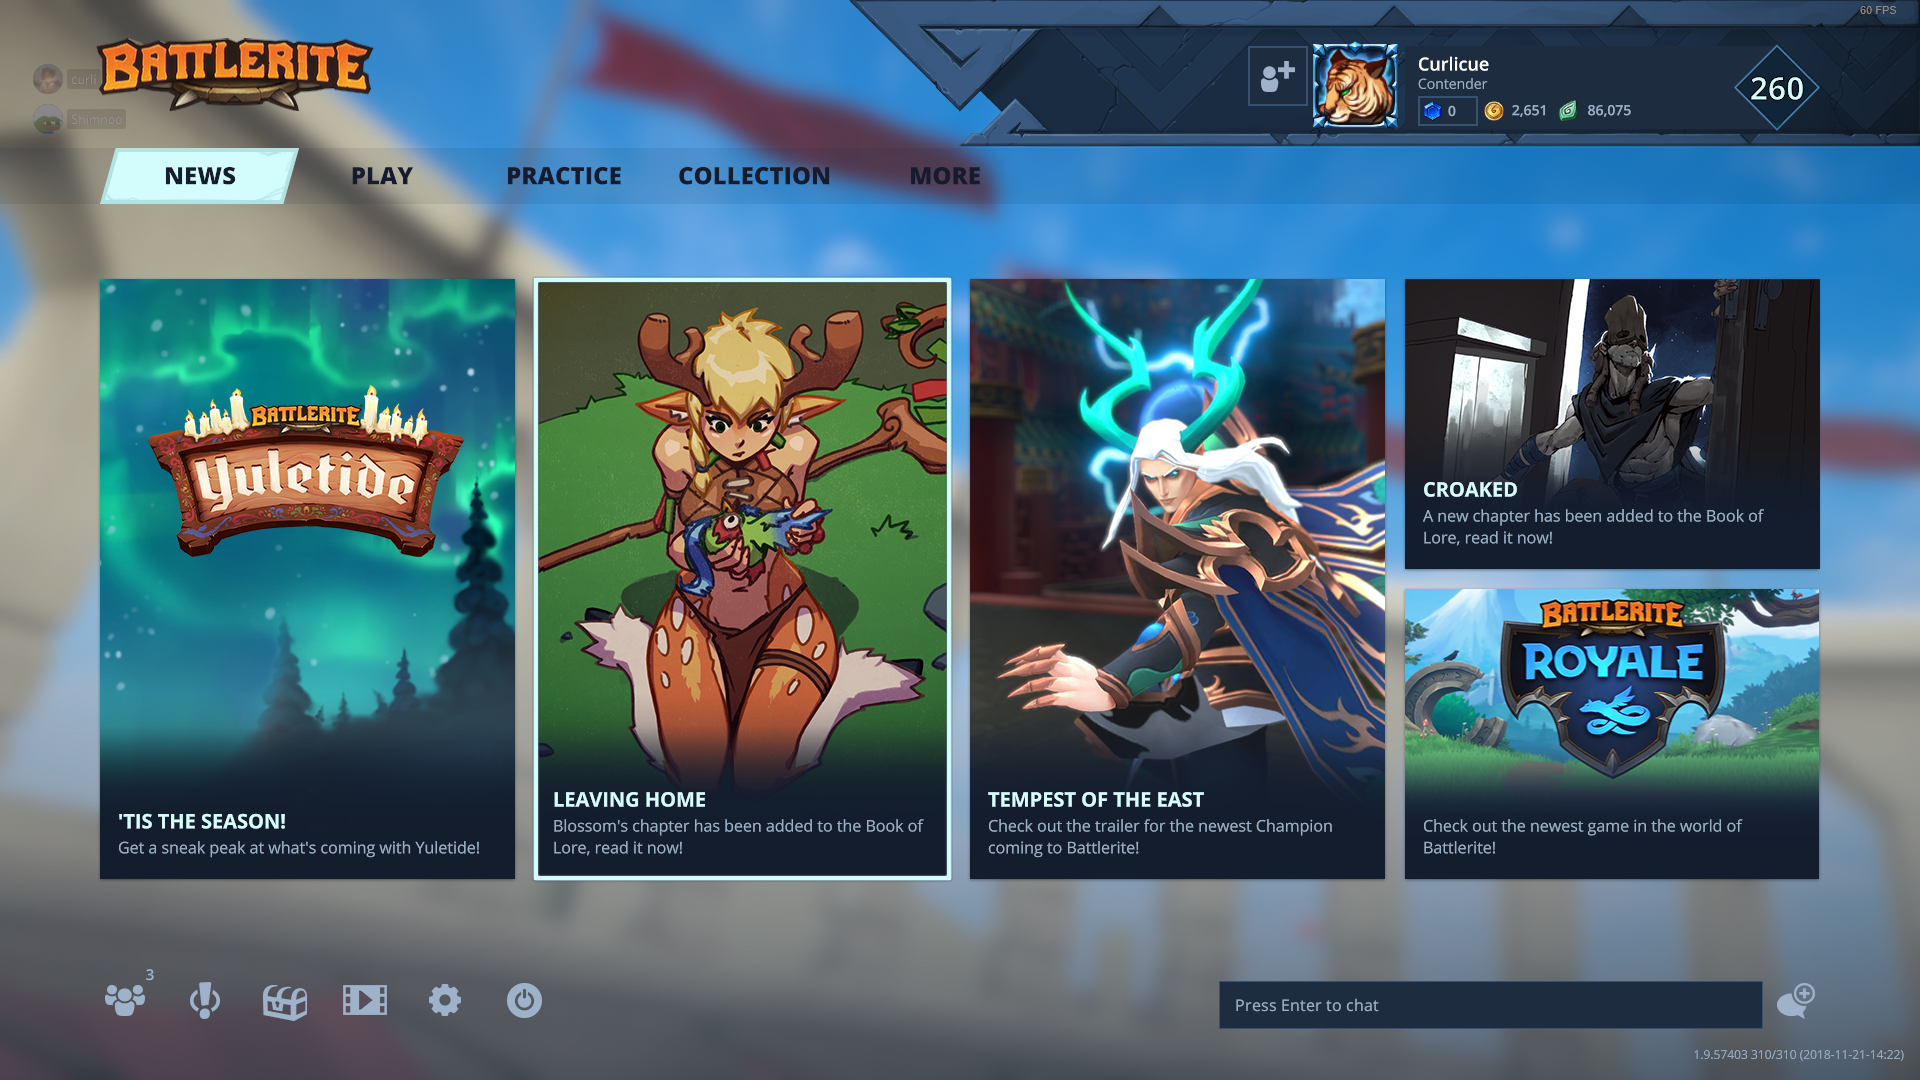 60 FPS
BATTLERITE
curli
Shimnoo
Curlicue
Contender
0 2,651 86,075
260
NEWS PLAY PRACTICE COLLECTION MORE
BATTLERITE
Yuletide
'TIS THE SEASON!
Get a sneak peak at what's coming with Yuletide!
LEAVING HOME
Blossom's chapter has been added to the Book of
Lore, read it now!
TEMPEST OF THE EAST
Check out the trailer for the newest Champion
coming to Battlerite!
CROAKED
A new chapter has been added to the Book of
Lore, read it now!
BATTLERITE
ROYALE
Check out the newest game in the world of
Battlerite!
3
Press Enter to chat
1.9.57403 310/310 (2018-11-21-14:22)